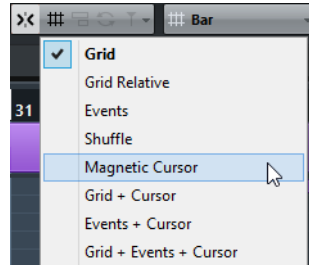 Bar
Grid
Grid Relative
31
Events
Shuffle
Magnetic Cursor
Grid + Cursor
Events + Cursor
Grid + Events + Cursor